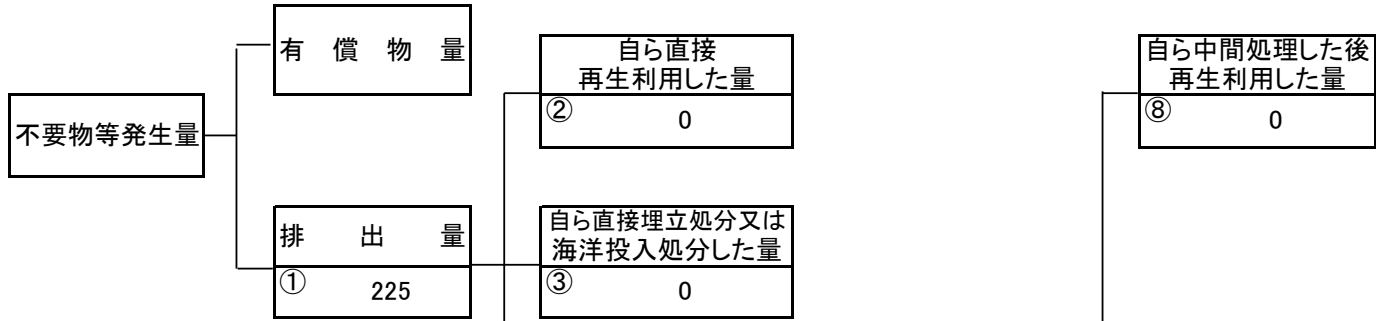 有償物量
自ら直接
再生利用した量
② 0
自ら中間処理した後
再生利用した量
⑧ 0
不要物等発生量
排出量
① 225
自ら直接埋立処分又は
海洋投入処分した量
③ 0